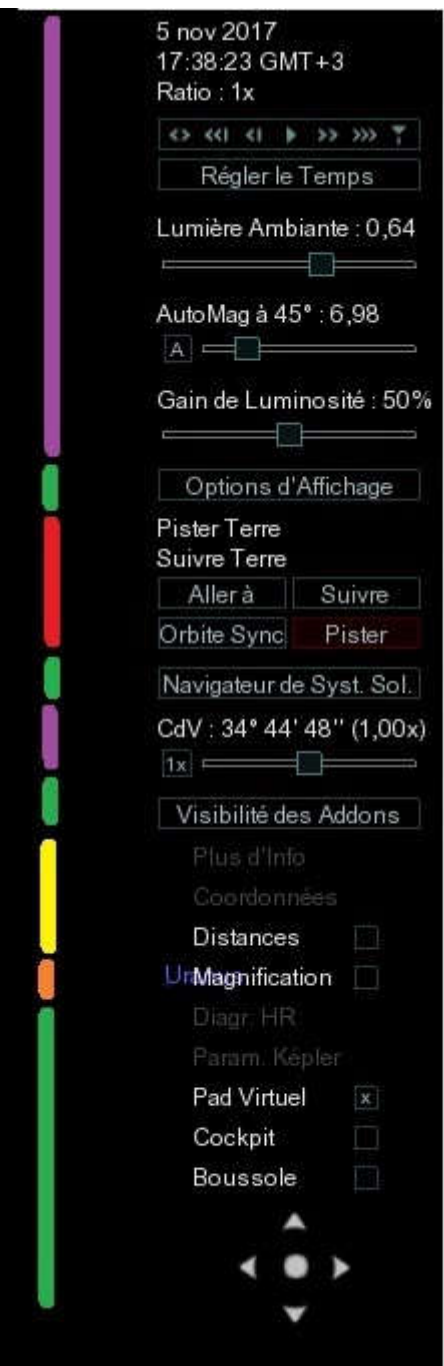 5 nov 2017
17:38:23 GMT+3
Ratio : 1x
Régler le Temps
Lumière Ambiante : 0,64
AutoMag à 45° : 6,98
A
Gain de Luminosité : 50%
Options d'Affichage
Pister Terre
Suivre Terre
Aller à Suivre
Orbite Sync Pister
Navigateur de Syst. Sol.
CdV : 34° 44' 48'' (1,00x)
1x
Visibilité des Addons
Plus d'Info
Coordonnées
Distances
Uranus Magnification
Diagr. HR
Param. Képler
Pad Virtuel x
Cockpit
Boussole